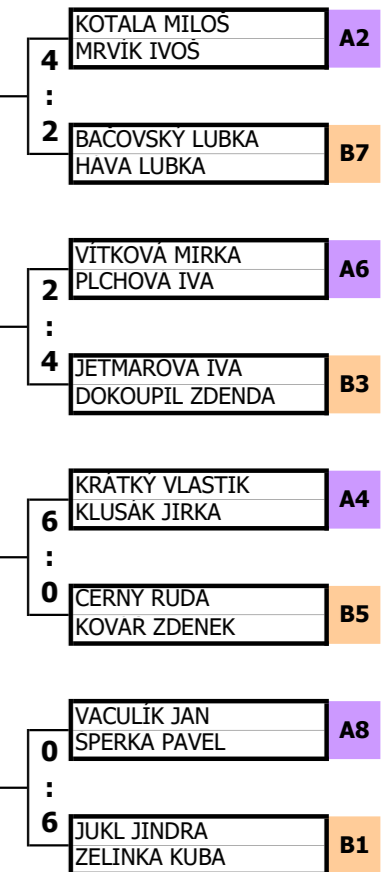 KOTALA MILOŠ
MRVÍK IVOŠ
A2
4
:
2
BAČOVSKÝ LUBKA
HAVA LUBKA
B7
VÍTKOVÁ MIRKA
PLCHOVA IVA
A6
2
:
4
JETMAROVA IVA
DOKOUPIL ZDENDA
B3
KRÁTKÝ VLASTIK
KLUSÁK JIRKA
A4
6
:
0
CERNY RUDA
KOVAR ZDENEK
B5
VACULÍK JAN
SPERKA PAVEL
A8
0
:
6
JUKL JINDRA
ZELINKA KUBA
B1